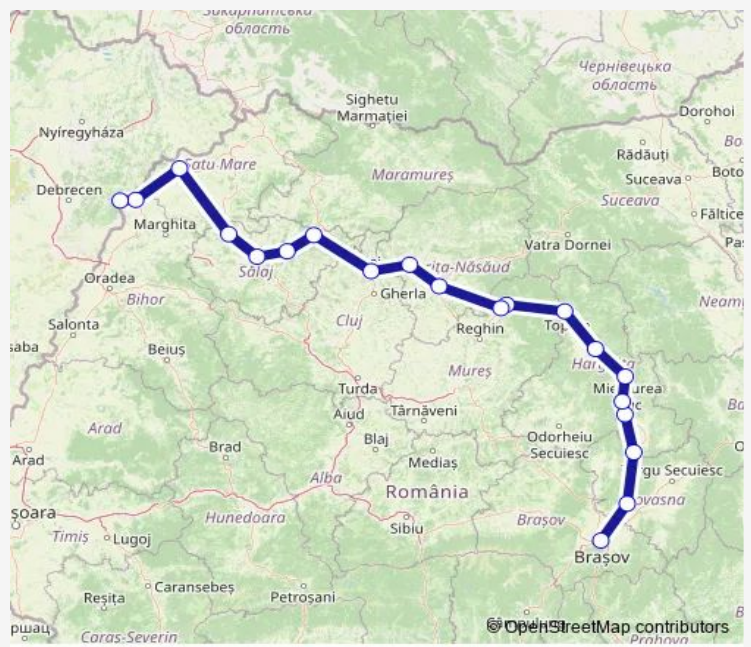 Закарпатська
область
Чернівецька
область
Sighetu
Marmației
Dorohoi
Nyíregyháza
Rădăuți
Satu Mare
Maramureș
Suceava
Debrecen
Suceava
Marghita
Vatra Dornei
Oradea
Sălaj
Bihor
Gherla
Salonta
Cluj
Reghin
Beiuș
Mureș
Turda
Arad
Aiud
Târnăveni
Brad
Blaj
Odorheiu
Secuiesc
Arad
Mediaș
Alba
România
Hunedoara
Brașov
Timiș
Lugoj
Sibiu
Brașov
Caransebeș
Reșița
Petroșani
© OpenStreetMap contributors
Caraș-Severin